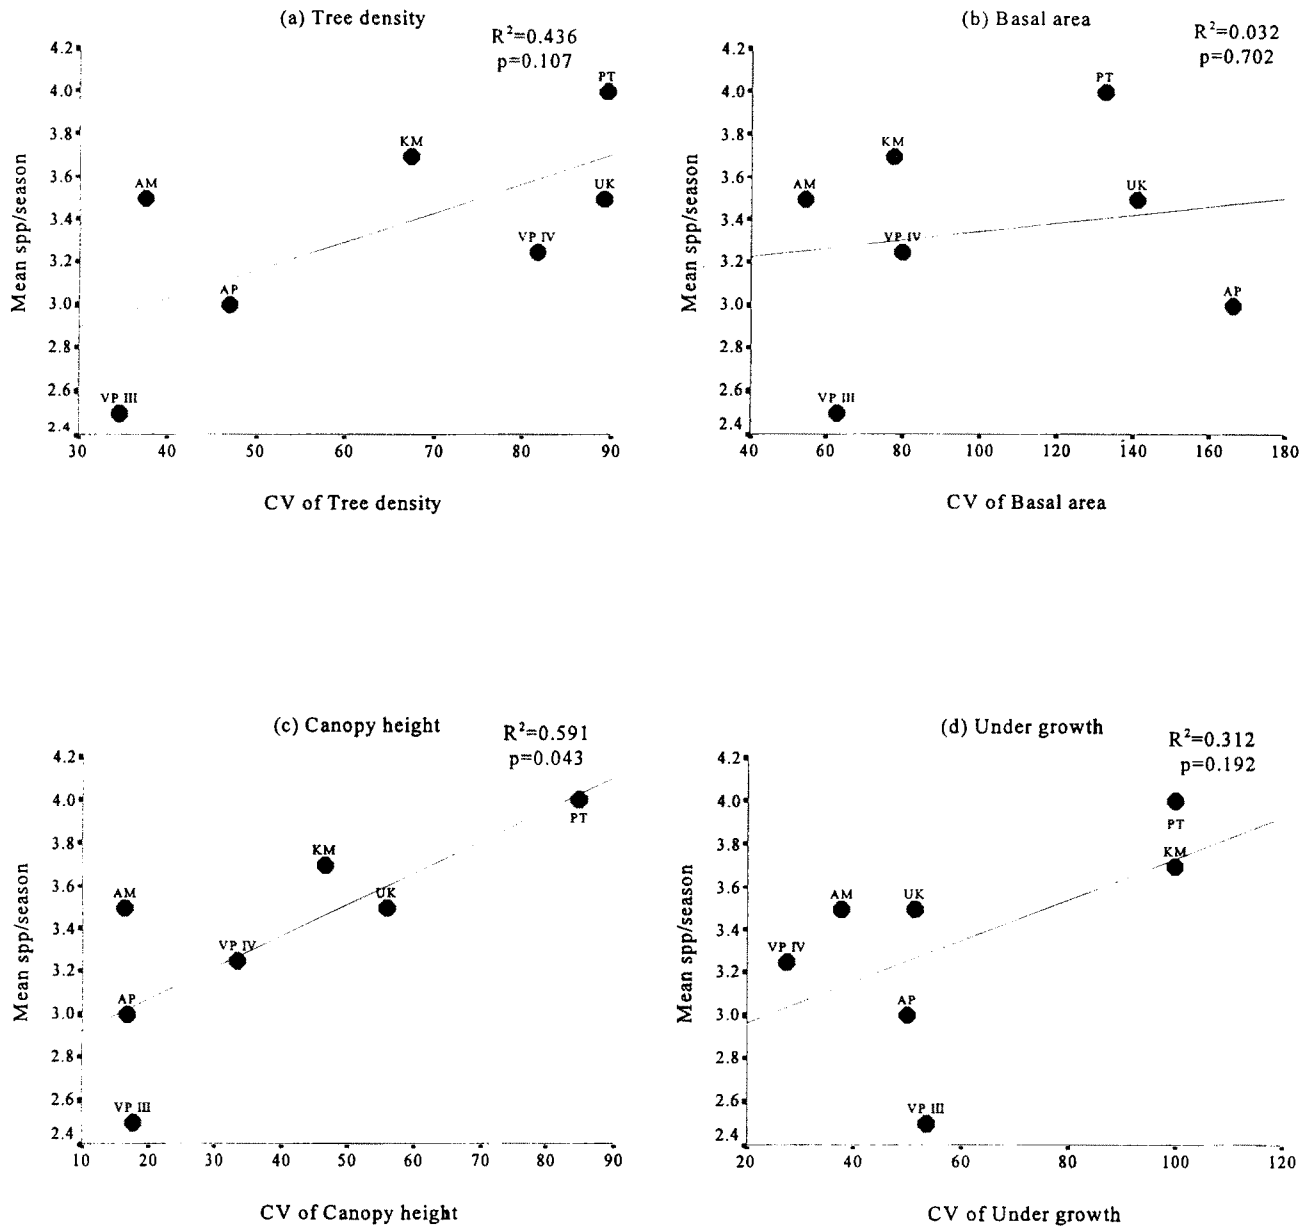 (a) Tree density
R²=0.436
p=0.107
4.2
4.0
3.8
3.6
3.4
3.2
3.0
2.8
2.6
2.4
Mean spp/season
PT
KM
AM
UK
VP IV
AP
VP III
30 40 50 60 70 80 90
CV of Tree density
(b) Basal area
R²=0.032
p=0.702
4.2
4.0
3.8
3.6
3.4
3.2
3.0
2.8
2.6
2.4
Mean spp/season
PT
KM
AM
UK
VP IV
AP
VP III
40 60 80 100 120 140 160 180
CV of Basal area
(c) Canopy height
R²=0.591
p=0.043
4.2
4.0
3.8
3.6
3.4
3.2
3.0
2.8
2.6
2.4
Mean spp/season
PT
KM
AM
UK
VP IV
AP
VP III
10 20 30 40 50 60 70 80 90
CV of Canopy height
(d) Under growth
R²=0.312
p=0.192
4.2
4.0
3.8
3.6
3.4
3.2
3.0
2.8
2.6
2.4
Mean spp/season
PT
KM
AM
UK
VP IV
AP
VP III
20 40 60 80 100 120
CV of Under growth